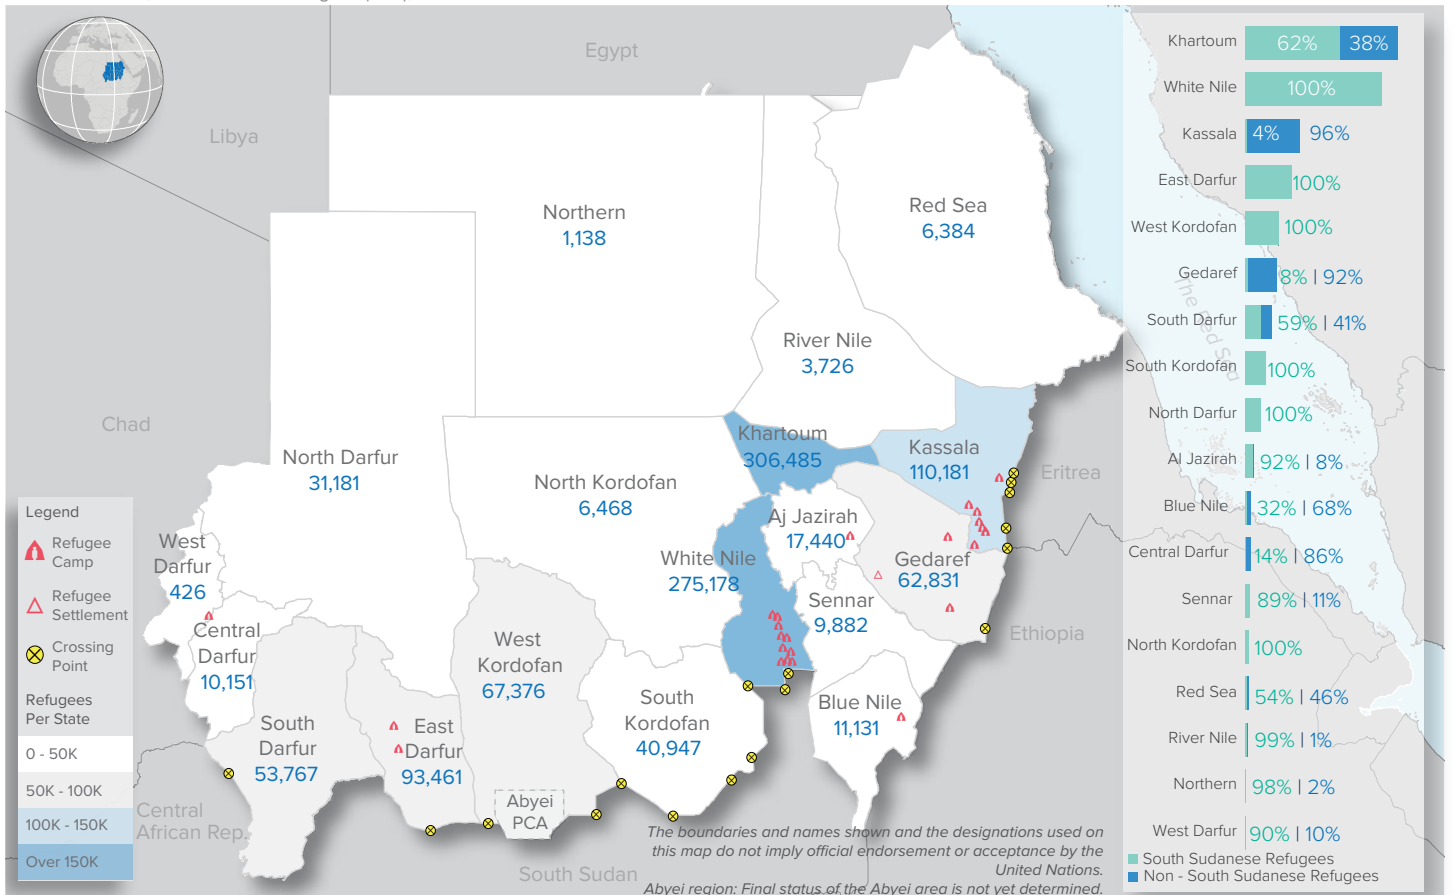 Egypt
Libya
Northern
1,138
Red Sea
6,384
River Nile
3,726
Chad
Khartoum
306,485
Kassala
110,181
Eritrea
North Darfur
31,181
North Kordofan
6,468
Aj Jazirah
17,440
Gedaref
62,831
West
Darfur
426
White Nile
275,178
Sennar
9,882
Ethiopia
Central
Darfur
10,151
West
Kordofan
67,376
South
Kordofan
40,947
Blue Nile
11,131
South
Darfur
53,767
East
Darfur
93,461
Abyei
PCA
Central
African Rep.
South Sudan
The Red Sea
Legend
Refugee
Camp
Refugee
Settlement
Crossing
Point
Refugees
Per State
0 - 50K
50K - 100K
100K - 150K
Over 150K
The boundaries and names shown and the designations used on
this map do not imply official endorsement or acceptance by the
United Nations.
Abyei region: Final status of the Abyei area is not yet determined.
Khartoum 62% 38%
White Nile 100%
Kassala 4% 96%
East Darfur 100%
West Kordofan 100%
Gedaref 8% | 92%
South Darfur 59% | 41%
South Kordofan 100%
North Darfur 100%
Al Jazirah 92% | 8%
Blue Nile 32% | 68%
Central Darfur 14% | 86%
Sennar 89% | 11%
North Kordofan 100%
Red Sea 54% | 46%
River Nile 99% | 1%
Northern 98% | 2%
West Darfur 90% | 10%
South Sudanese Refugees
Non - South Sudanese Refugees